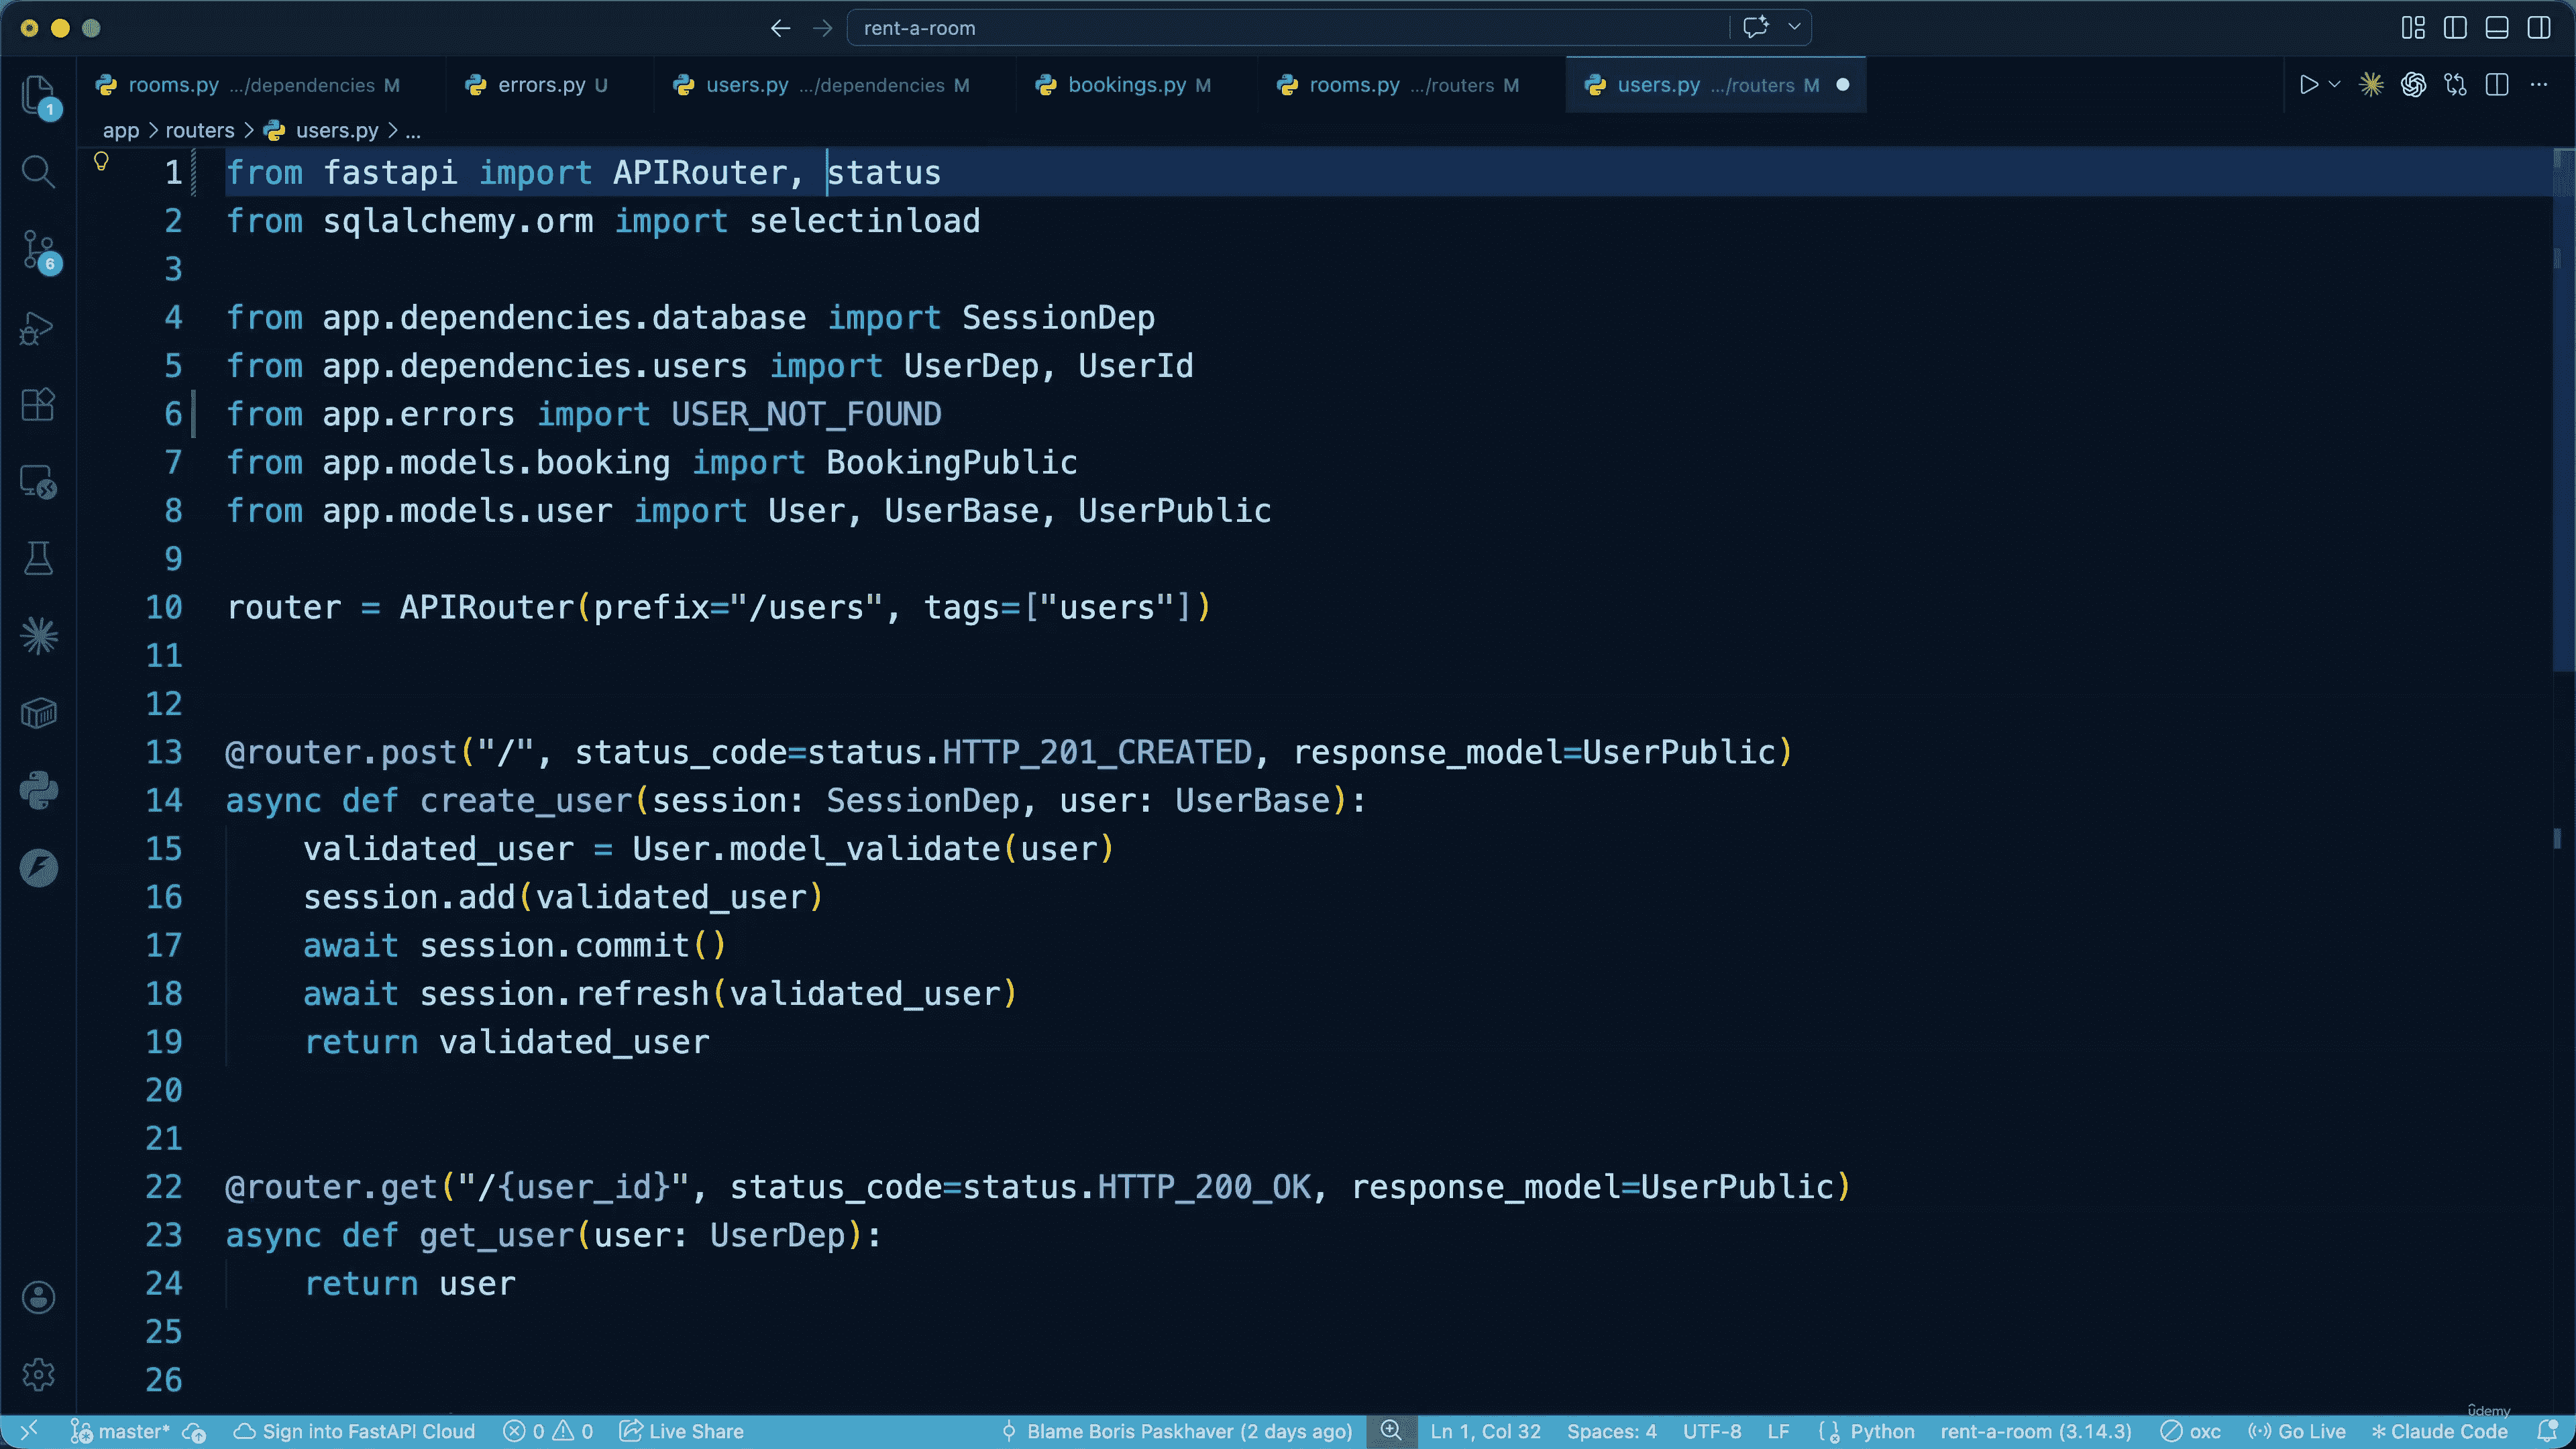 rent-a-room
rooms.py .../dependencies M
errors.py U
users.py .../dependencies M
bookings.py M
rooms.py .../routers M
users.py .../routers M
1
app > routers > users.py > ...
1 from fastapi import APIRouter, status
2 from sqlalchemy.orm import selectinload
3
4 from app.dependencies.database import SessionDep
5 from app.dependencies.users import UserDep, UserId
6 from app.errors import USER_NOT_FOUND
7 from app.models.booking import BookingPublic
8 from app.models.user import User, UserBase, UserPublic
9
10 router = APIRouter(prefix="/users", tags=["users"])
11
12
13 @router.post("/", status_code=status.HTTP_201_CREATED, response_model=UserPublic)
14 async def create_user(session: SessionDep, user: UserBase):
15     validated_user = User.model_validate(user)
16     session.add(validated_user)
17     await session.commit()
18     await session.refresh(validated_user)
19     return validated_user
20
21
22 @router.get("/{user_id}", status_code=status.HTTP_200_OK, response_model=UserPublic)
23 async def get_user(user: UserDep):
24     return user
25
26
6
ûdemy
master* Sign into FastAPI Cloud 0 0 Live Share Blame Boris Paskhaver (2 days ago) Ln 1, Col 32 Spaces: 4 UTF-8 LF Python rent-a-room (3.14.3) oxc Go Live Claude Code